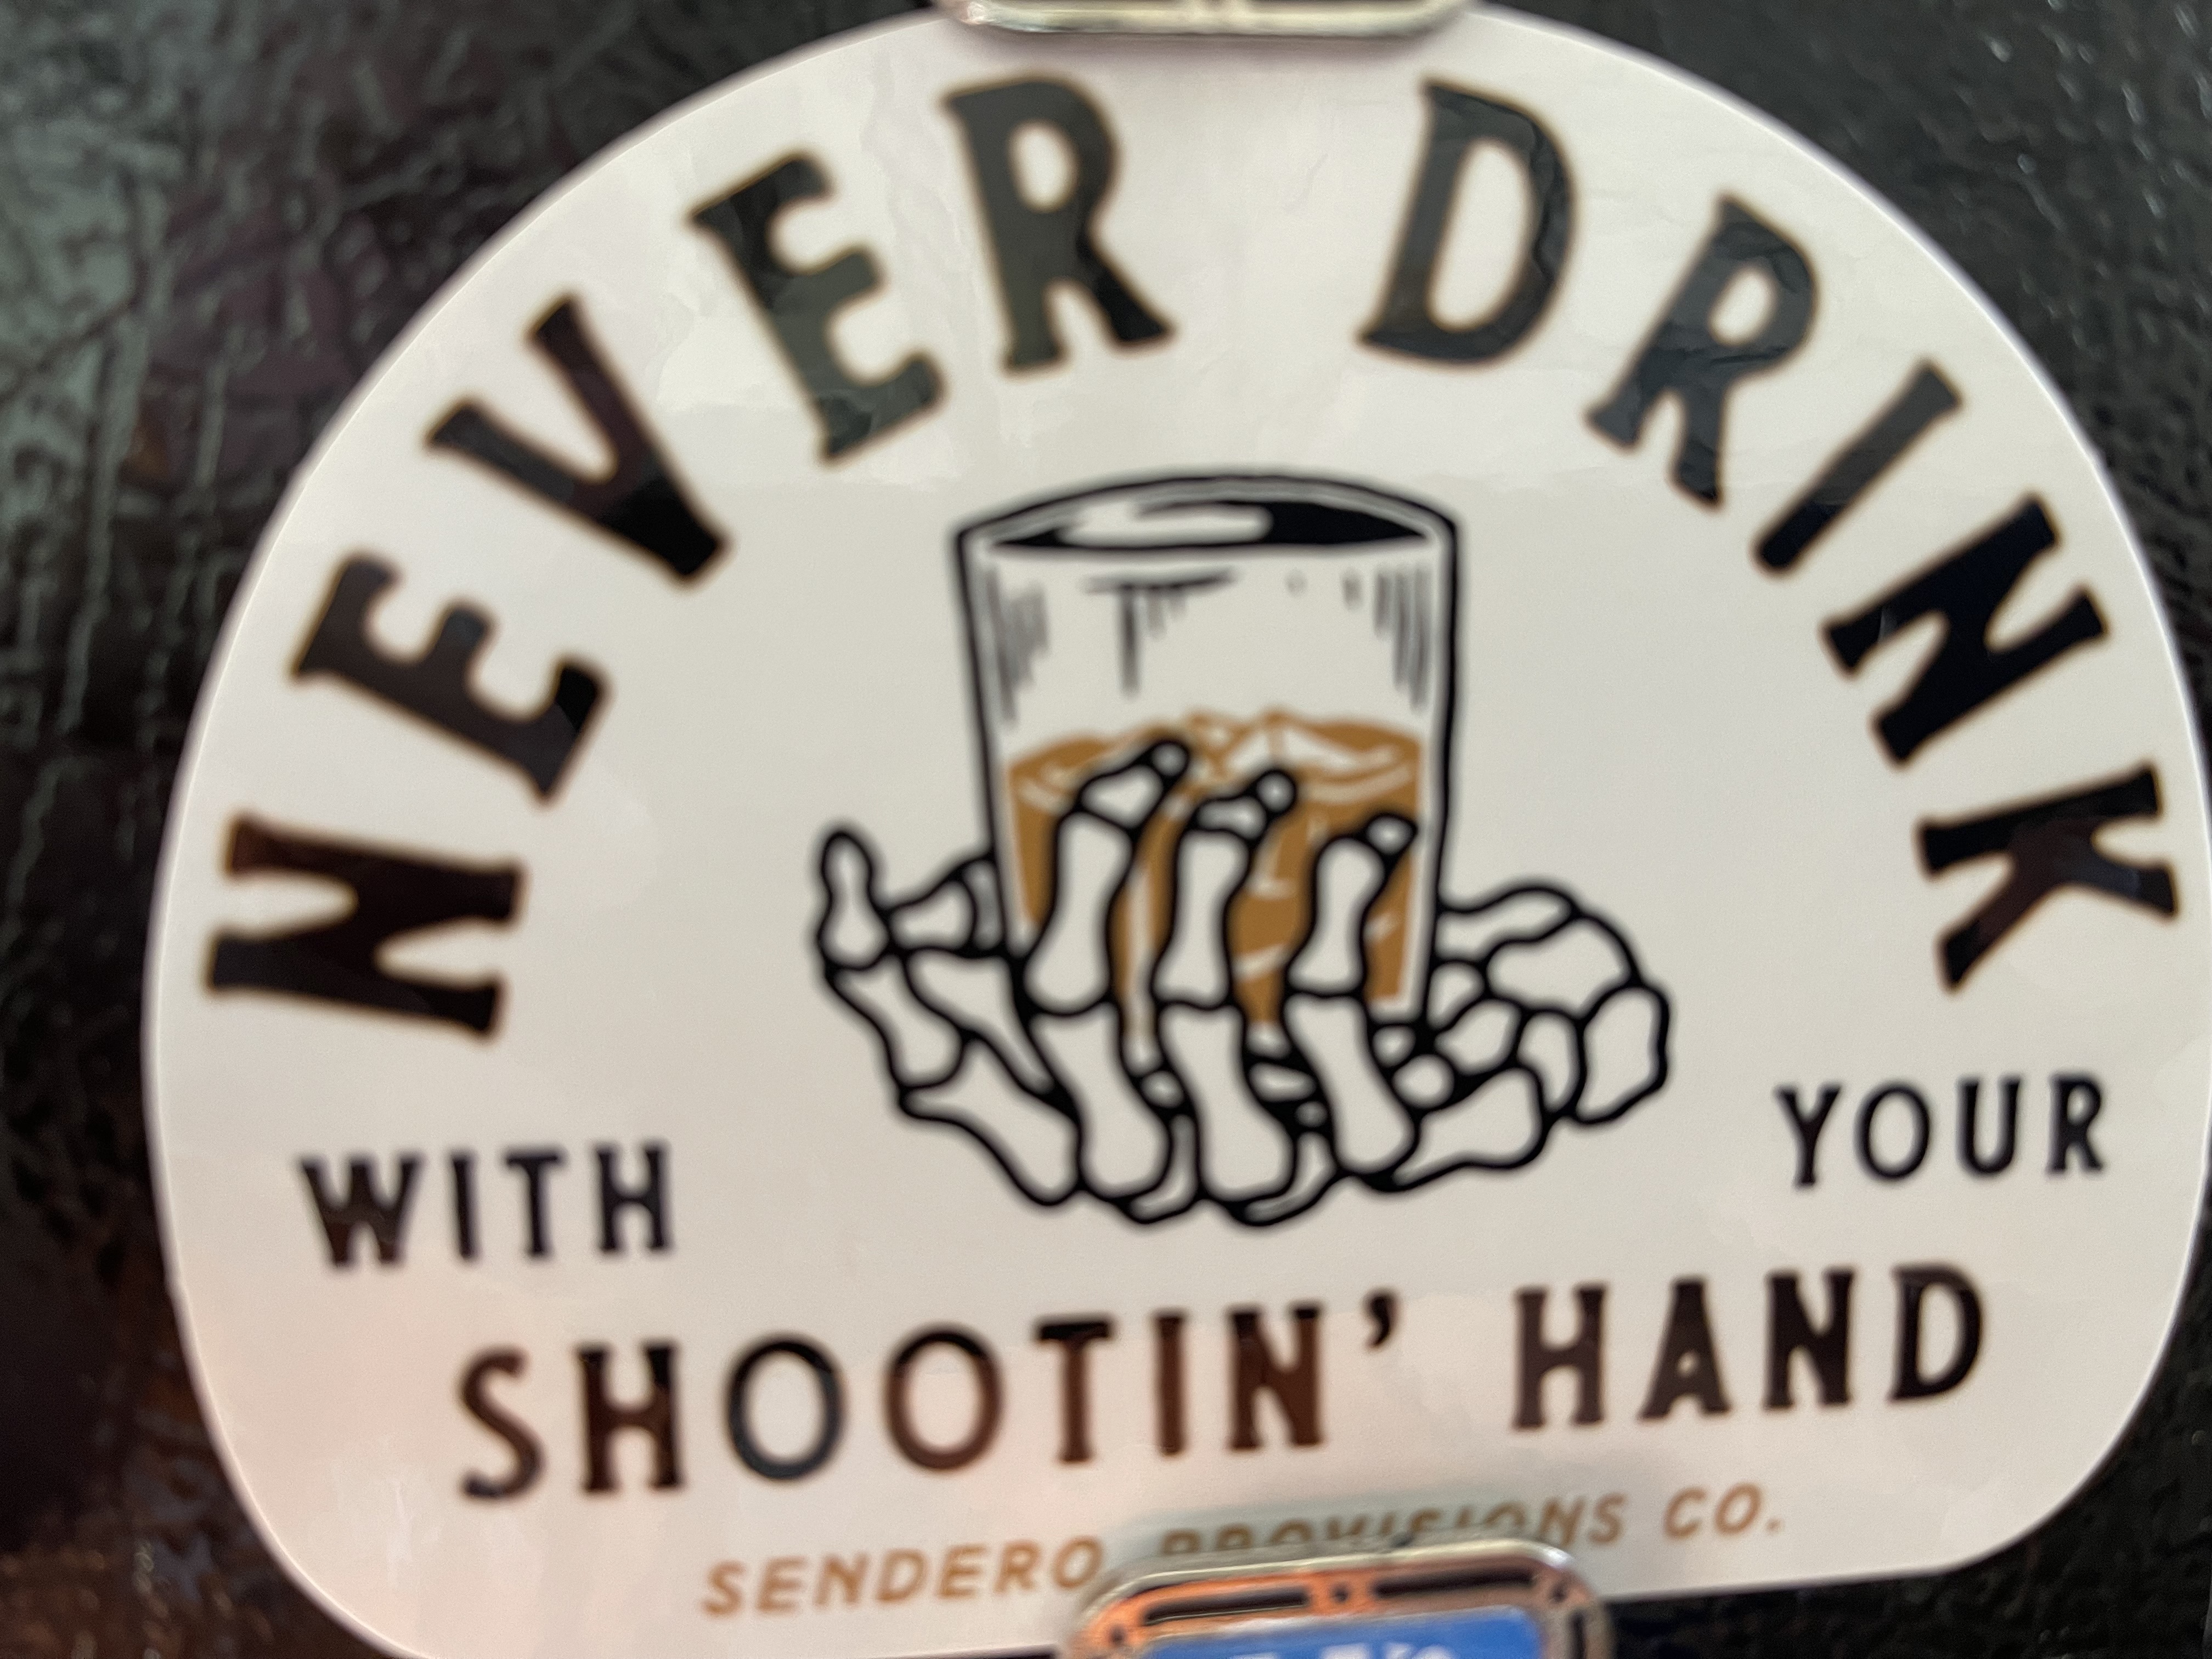 NEVER DRINK
WITH YOUR
SHOOTIN' HAND
SENDERO PROVISIONS CO.